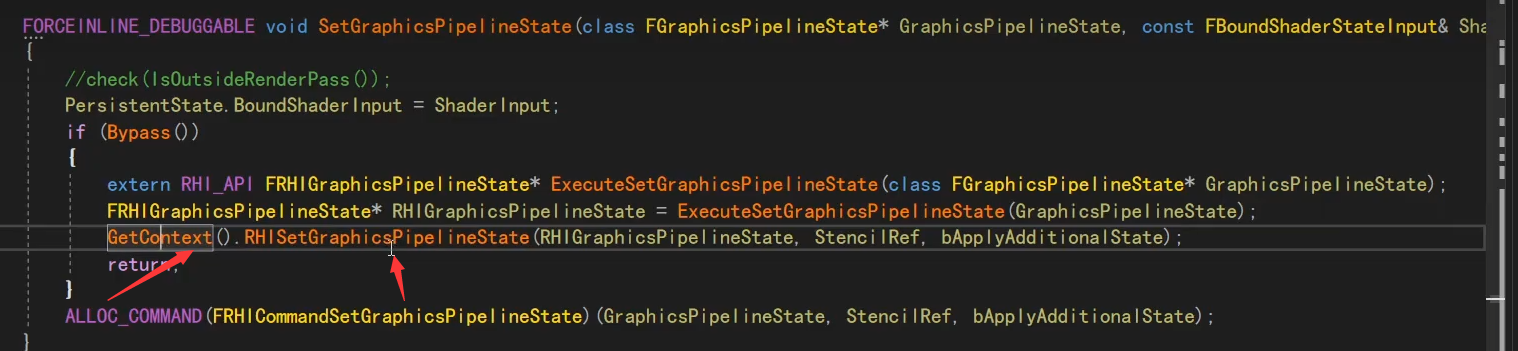 FORCEINLINE_DEBUGGABLE void SetGraphicsPipelineState(class FGraphicsPipelineState* GraphicsPipelineState, const FBoundShaderStateInput& Sha
{
//check(IsOutsideRenderPass());
PersistentState.BoundShaderInput = ShaderInput;
if (Bypass())
{
extern RHI_API FRHIGraphicsPipelineState* ExecuteSetGraphicsPipelineState(class FGraphicsPipelineState* GraphicsPipelineState);
FRHIGraphicsPipelineState* RHIGraphicsPipelineState = ExecuteSetGraphicsPipelineState(GraphicsPipelineState);
GetContext().RHISetGraphicsPipelineState(RHIGraphicsPipelineState, StencilRef, bApplyAdditionalState);
return;
}
ALLOC_COMMAND(FRHICommandSetGraphicsPipelineState)(GraphicsPipelineState, StencilRef, bApplyAdditionalState);
}